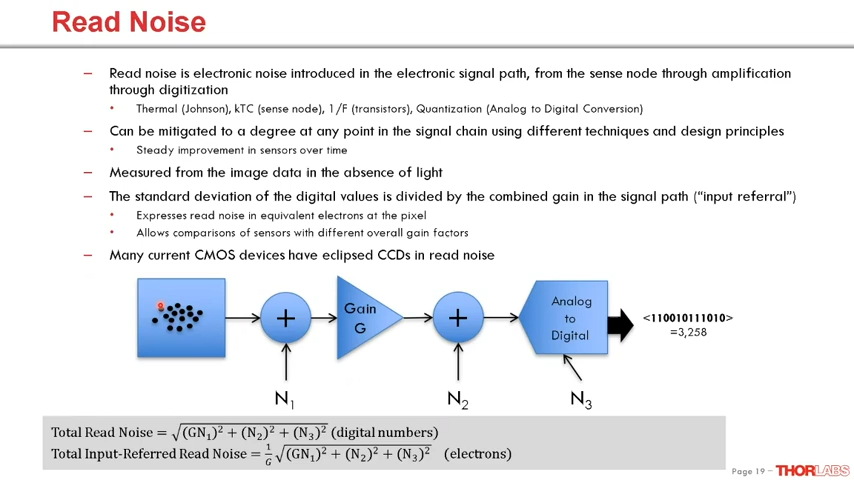 Read Noise
– Read noise is electronic noise introduced in the electronic signal path, from the sense node through amplification
through digitization
• Thermal (Johnson), kTC (sense node), 1/F (transistors), Quantization (Analog to Digital Conversion)
– Can be mitigated to a degree at any point in the signal chain using different techniques and design principles
• Steady improvement in sensors over time
– Measured from the image data in the absence of light
– The standard deviation of the digital values is divided by the combined gain in the signal path (“input referral”)
• Expresses read noise in equivalent electrons at the pixel
• Allows comparisons of sensors with different overall gain factors
– Many current CMOS devices have eclipsed CCDs in read noise
+
Gain
G
+
Analog
to
Digital
<110010111010>
=3,258
N₁
N₂
N₃
Total Read Noise = √((GN₁)² + (N₂)² + (N₃)²) (digital numbers)
Total Input-Referred Read Noise = 1/G √((GN₁)² + (N₂)² + (N₃)²) (electrons)
Page 19 – THORLABS